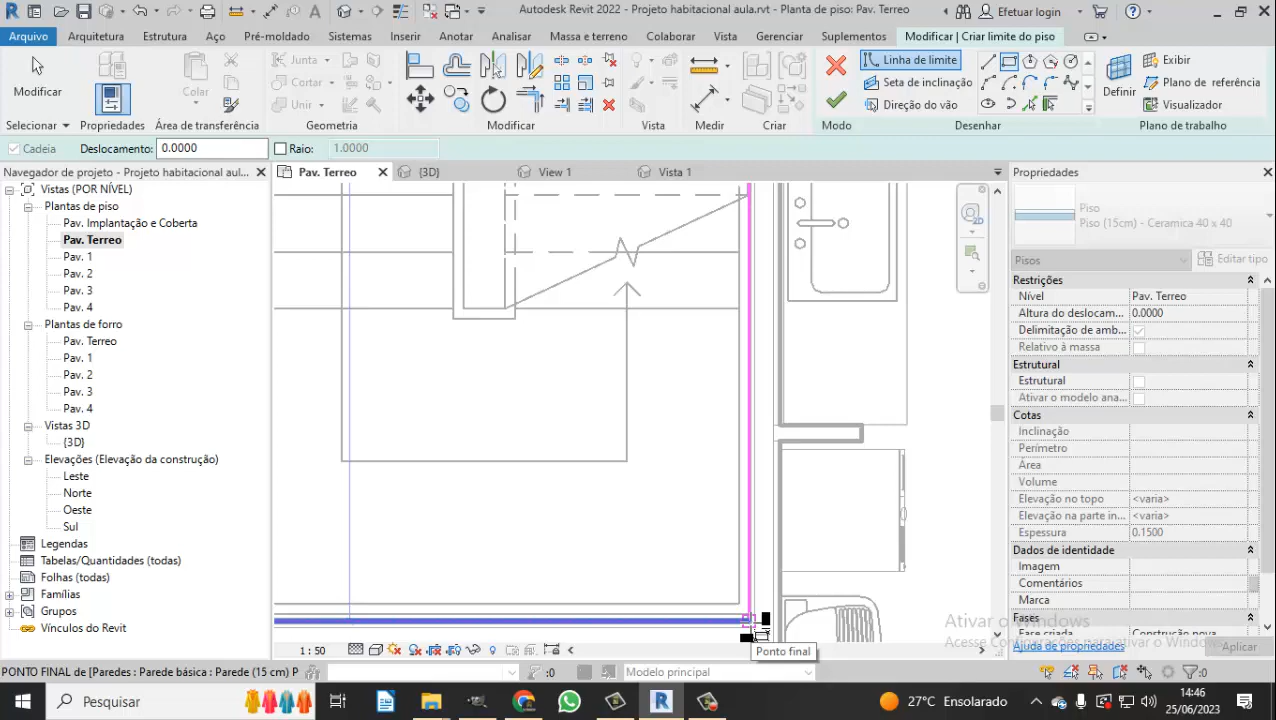 Autodesk Revit 2022 - Projeto habitacional aula.rvt - Planta de piso: Pav. Terreo
Efetuar login
Arquivo Arquitetura Estrutura Aço Pré-moldado Sistemas Inserir Anotar Analisar Massa e terreno Colaborar Vista Gerenciar Suplementos Modificar | Criar limite do piso
Junta Linha de limite Exibir
Cortar Seta de inclinação Plano de referência
Modificar Colar Unir Definir Direção do vão Visualizador
Selecionar Propriedades Área de transferência Geometria Modificar Vista Medir Criar Modo Desenhar Plano de trabalho
Cadeia Deslocamento: 0.0000 Raio: 1.0000
Navegador de projeto - Projeto habitacional aul...
Vistas (POR NÍVEL)
Plantas de piso
Pav. Implantação e Coberta
Pav. Terreo
Pav. 1
Pav. 2
Pav. 3
Pav. 4
Plantas de forro
Pav. Terreo
Pav. 1
Pav. 2
Pav. 3
Pav. 4
Vistas 3D
{3D}
Elevações (Elevação da construção)
Leste
Norte
Oeste
Sul
Legendas
Tabelas/Quantidades (todas)
Folhas (todas)
Famílias
Grupos
Vínculos do Revit
Pav. Terreo {3D} View 1 Vista 1
2D
Ponto final
1 : 50
Propriedades
Piso
Piso (15cm) - Ceramica 40 x 40
Pisos Editar tipo
Restrições
Nível Pav. Terreo
Altura do deslocam... 0.0000
Delimitação de amb...
Relativo à massa
Estrutural
Estrutural
Ativar o modelo ana...
Cotas
Inclinação
Perímetro
Área
Volume
Elevação no topo <varia>
Elevação na parte in... <varia>
Espessura 0.1500
Dados de identidade
Imagem
Comentários
Marca
Fases
Fase criada Construção nova
Ajuda de propriedades Aplicar
Ativar o Windows
Acesse Configurações para ativar o Windows.
PONTO FINAL de [Paredes : Parede básica : Parede (15 cm) P :0 Modelo principal :0
Pesquisar 27°C Ensolarado 14:46
25/06/2023